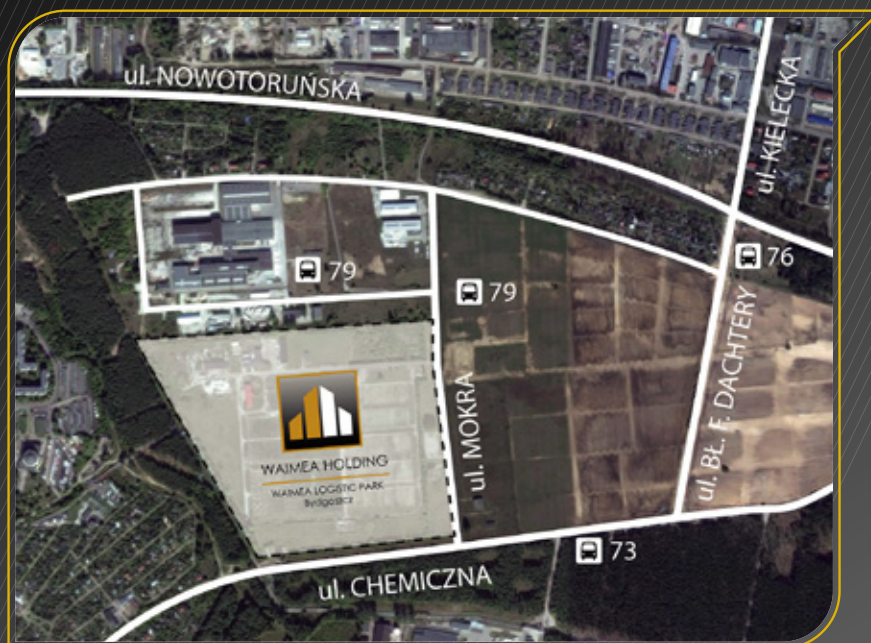 ul. NOWOTORUŃSKA
ul. KIELECKA
76
79
79
ul. BŁ. F. DACHTERY
ul. MOKRA
WAIMEA HOLDING
WAIMEA LOGISTIC PARK
Bydgoszcz
73
ul. CHEMICZNA